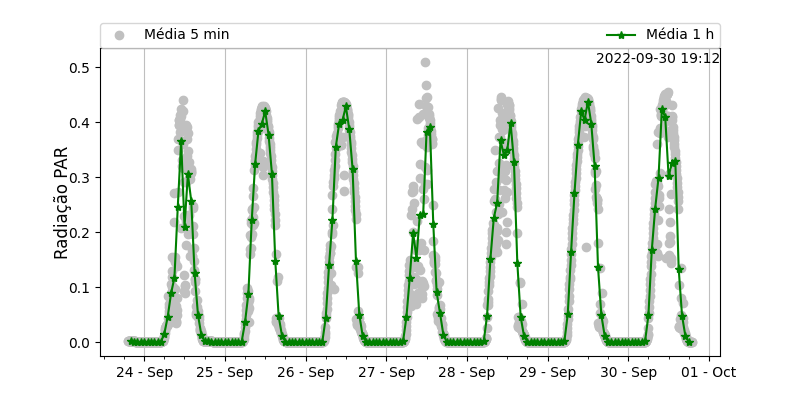 Média 5 min
Média 1 h
2022-09-30 19:12
Radiação PAR
0.5
0.4
0.3
0.2
0.1
0.0
24 - Sep
25 - Sep
26 - Sep
27 - Sep
28 - Sep
29 - Sep
30 - Sep
01 - Oct